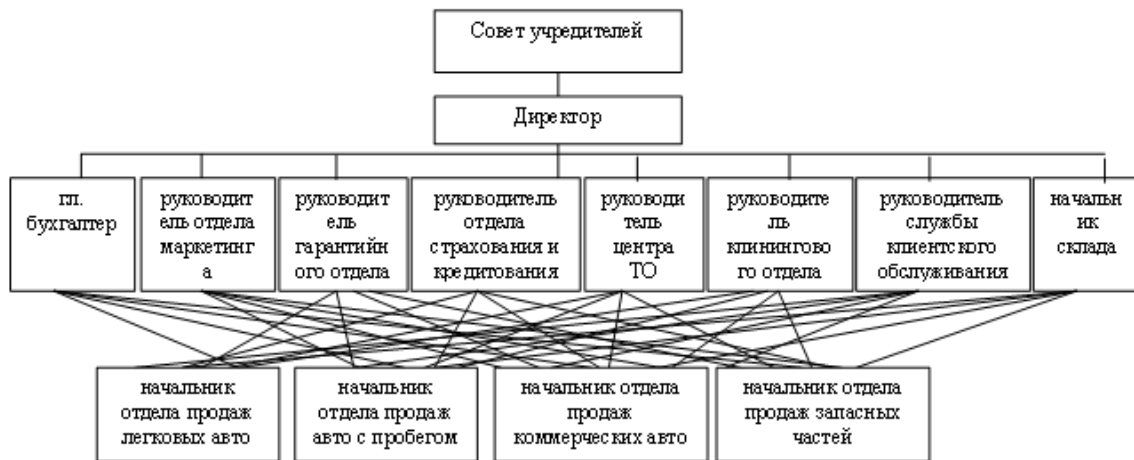 Совет учредителей
Директор
гл.
бухгалтер
руководит
ель отдела
маркетинг
а
руководит
ель
гарантийн
ого отдела
руководитель
отдела
страхования и
кредитования
руководи
тель
центра
ТО
руководите
ль
клинингово
го отдела
руководитель
службы
клиентского
обслуживания
начальн
ик
склада
начальник
отдела продаж
легковых авто
начальник
отдела продаж
авто с пробегом
начальник отдела
продаж
коммерческих авто
начальник отдела
продаж запасных
частей